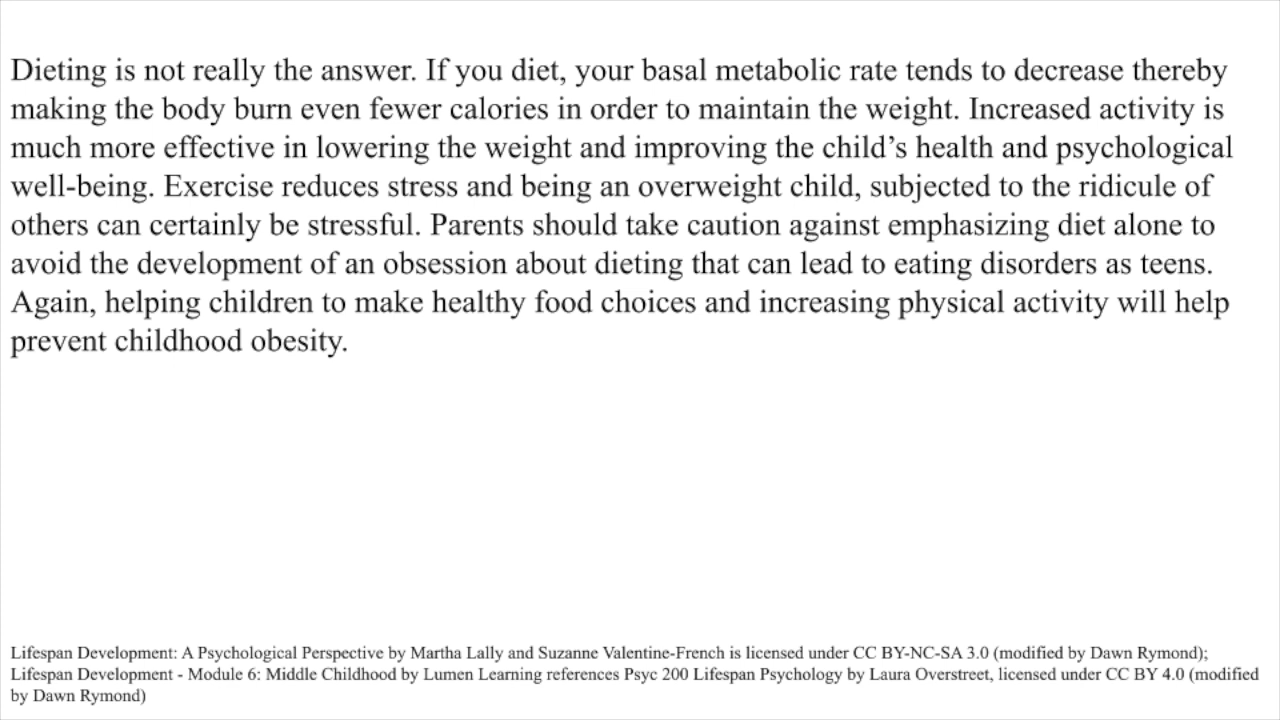 Dieting is not really the answer. If you diet, your basal metabolic rate tends to decrease thereby
making the body burn even fewer calories in order to maintain the weight. Increased activity is
much more effective in lowering the weight and improving the child’s health and psychological
well-being. Exercise reduces stress and being an overweight child, subjected to the ridicule of
others can certainly be stressful. Parents should take caution against emphasizing diet alone to
avoid the development of an obsession about dieting that can lead to eating disorders as teens.
Again, helping children to make healthy food choices and increasing physical activity will help
prevent childhood obesity.
Lifespan Development: A Psychological Perspective by Martha Lally and Suzanne Valentine-French is licensed under CC BY-NC-SA 3.0 (modified by Dawn Rymond);
Lifespan Development - Module 6: Middle Childhood by Lumen Learning references Psyc 200 Lifespan Psychology by Laura Overstreet, licensed under CC BY 4.0 (modified
by Dawn Rymond)